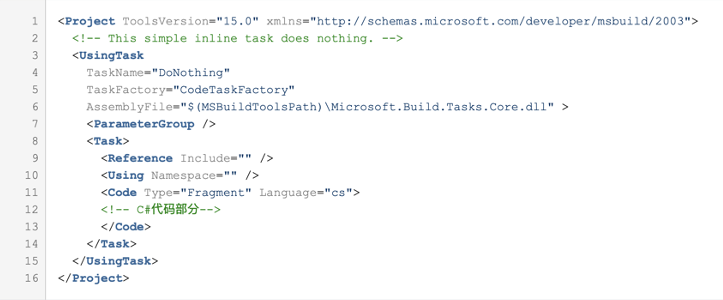 1 <Project ToolsVersion="15.0" xmlns="http://schemas.microsoft.com/developer/msbuild/2003">
2 <!-- This simple inline task does nothing. -->
3 <UsingTask
4 TaskName="DoNothing"
5 TaskFactory="CodeTaskFactory"
6 AssemblyFile="$(MSBuildToolsPath)\Microsoft.Build.Tasks.Core.dll" >
7 <ParameterGroup />
8 <Task>
9 <Reference Include="" />
10 <Using Namespace="" />
11 <Code Type="Fragment" Language="cs">
12 <!-- C#代码部分-->
13 </Code>
14 </Task>
15 </UsingTask>
16 </Project>